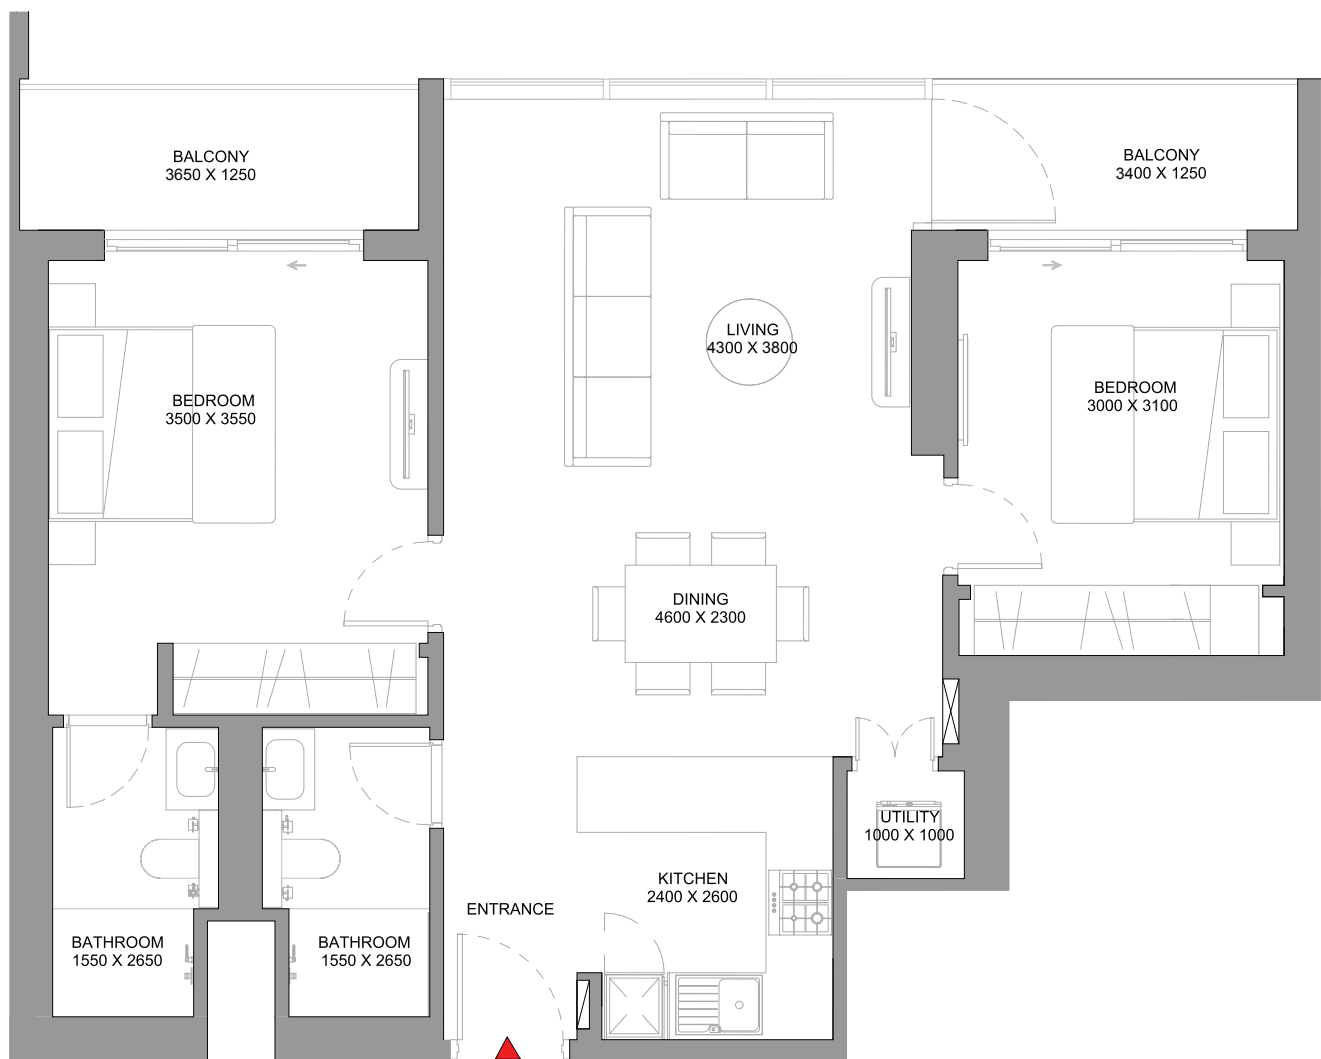 BALCONY
3650 X 1250
BALCONY
3400 X 1250
LIVING
4300 X 3800
BEDROOM
3500 X 3550
BEDROOM
3000 X 3100
DINING
4600 X 2300
UTILITY
1000 X 1000
KITCHEN
2400 X 2600
ENTRANCE
BATHROOM
1550 X 2650
BATHROOM
1550 X 2650